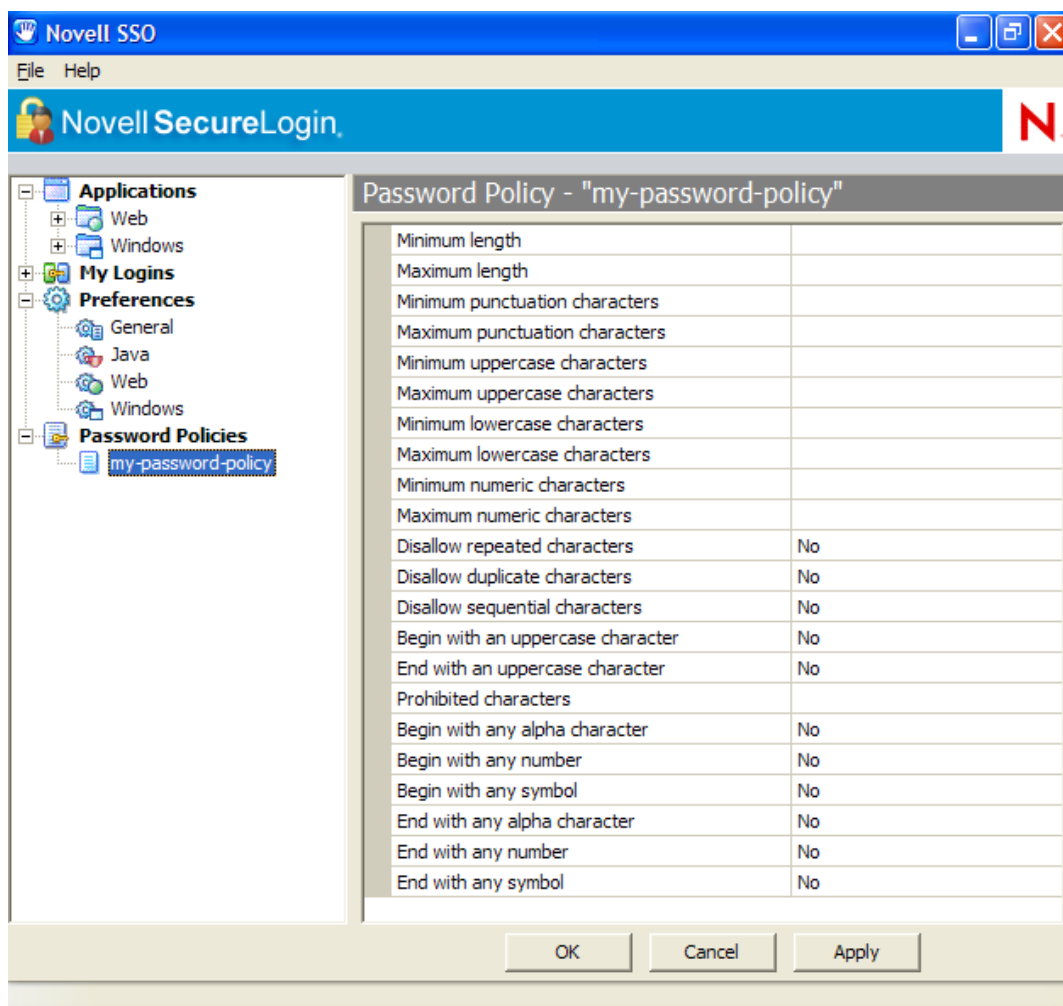 Novell SSO
File Help
Novell SecureLogin.
N.
Applications
Web
Windows
My Logins
Preferences
General
Java
Web
Windows
Password Policies
my-password-policy
Password Policy - "my-password-policy"
Minimum length
Maximum length
Minimum punctuation characters
Maximum punctuation characters
Minimum uppercase characters
Maximum uppercase characters
Minimum lowercase characters
Maximum lowercase characters
Minimum numeric characters
Maximum numeric characters
Disallow repeated characters No
Disallow duplicate characters No
Disallow sequential characters No
Begin with an uppercase character No
End with an uppercase character No
Prohibited characters
Begin with any alpha character No
Begin with any number No
Begin with any symbol No
End with any alpha character No
End with any number No
End with any symbol No
OK Cancel Apply